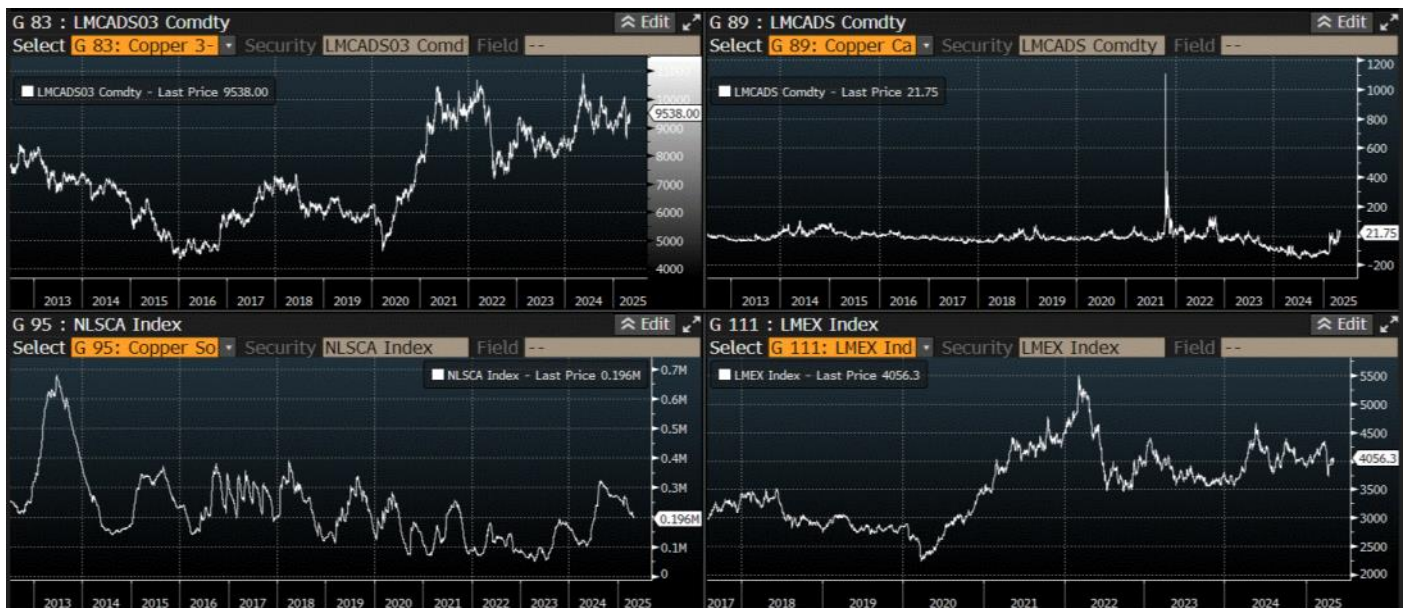 G 83 : LMCADS03 Comdty
Edit
Select G 83: Copper 3- Security LMCADS03 Comd Field --
LMCADS03 Comdty - Last Price 9538.00
11000
10000
9538.00
9000
8000
7000
6000
5000
4000
2013 2014 2015 2016 2017 2018 2019 2020 2021 2022 2023 2024 2025
G 89 : LMCADS Comdty
Edit
Select G 89: Copper Ca Security LMCADS Comdty Field --
LMCADS Comdty - Last Price 21.75
1200
1000
800
600
400
200
21.75
-200
2013 2014 2015 2016 2017 2018 2019 2020 2021 2022 2023 2024 2025
G 95 : NLSCA Index
Edit
Select G 95: Copper So Security NLSCA Index Field --
NLSCA Index - Last Price 0.196M
0.7M
0.6M
0.5M
0.4M
0.3M
0.196M
0.1M
0
2013 2014 2015 2016 2017 2018 2019 2020 2021 2022 2023 2024 2025
G 111 : LMEX Index
Edit
Select G 111: LMEX Ind Security LMEX Index Field --
LMEX Index - Last Price 4056.3
5500
5000
4500
4056.3
3500
3000
2500
2000
2017 2018 2019 2020 2021 2022 2023 2024 2025